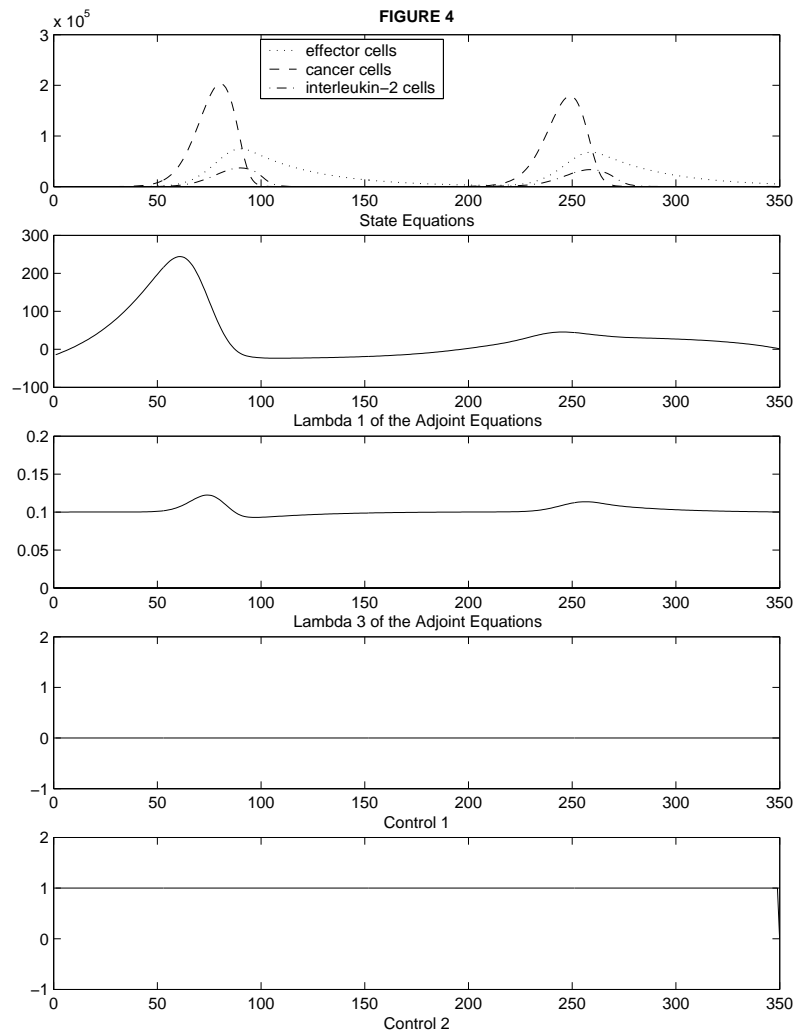 FIGURE 4
x 10^5
3
2
1
0
effector cells
cancer cells
interleukin−2 cells
0 50 100 150 200 250 300 350
State Equations
300
200
100
0
−100
0 50 100 150 200 250 300 350
Lambda 1 of the Adjoint Equations
0.2
0.15
0.1
0.05
0
0 50 100 150 200 250 300 350
Lambda 3 of the Adjoint Equations
2
1
0
−1
0 50 100 150 200 250 300 350
Control 1
2
1
0
−1
0 50 100 150 200 250 300 350
Control 2